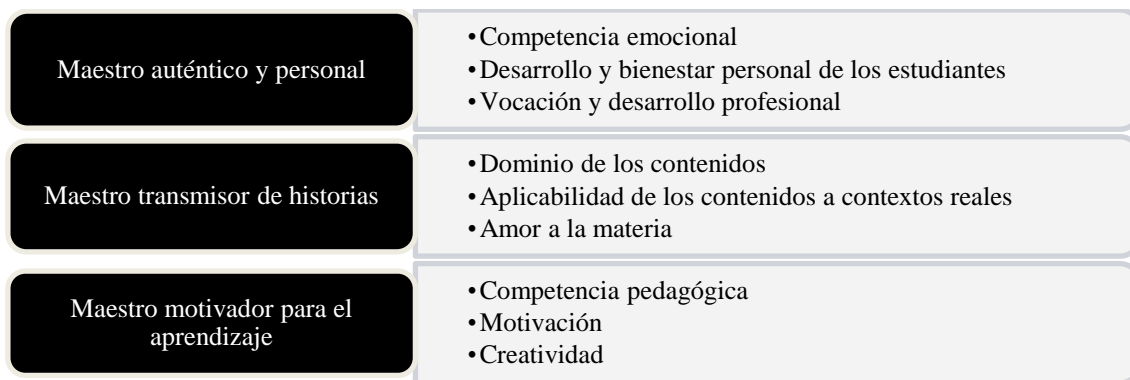 Maestro auténtico y personal
•Competencia emocional
•Desarrollo y bienestar personal de los estudiantes
•Vocación y desarrollo profesional
Maestro transmisor de historias
•Dominio de los contenidos
•Aplicabilidad de los contenidos a contextos reales
•Amor a la materia
Maestro motivador para el
aprendizaje
•Competencia pedagógica
•Motivación
•Creatividad